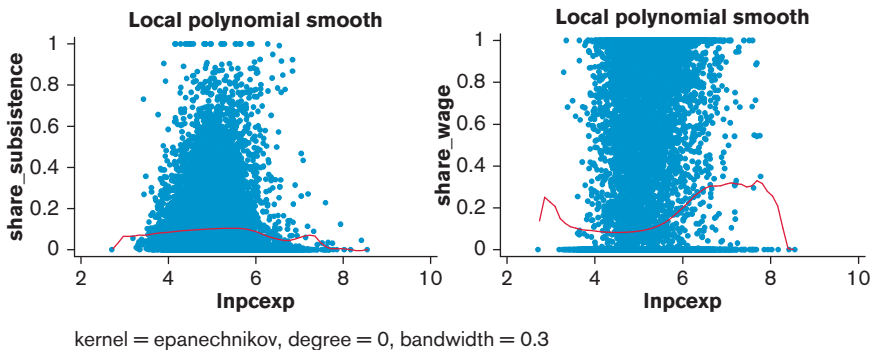 Local polynomial smooth
share_subsistence
1
0.8
0.6
0.4
0.2
0
2 4 6 8 10
lnpcexp
Local polynomial smooth
share_wage
1
0.8
0.6
0.4
0.2
0
2 4 6 8 10
lnpcexp
kernel = epanechnikov, degree = 0, bandwidth = 0.3